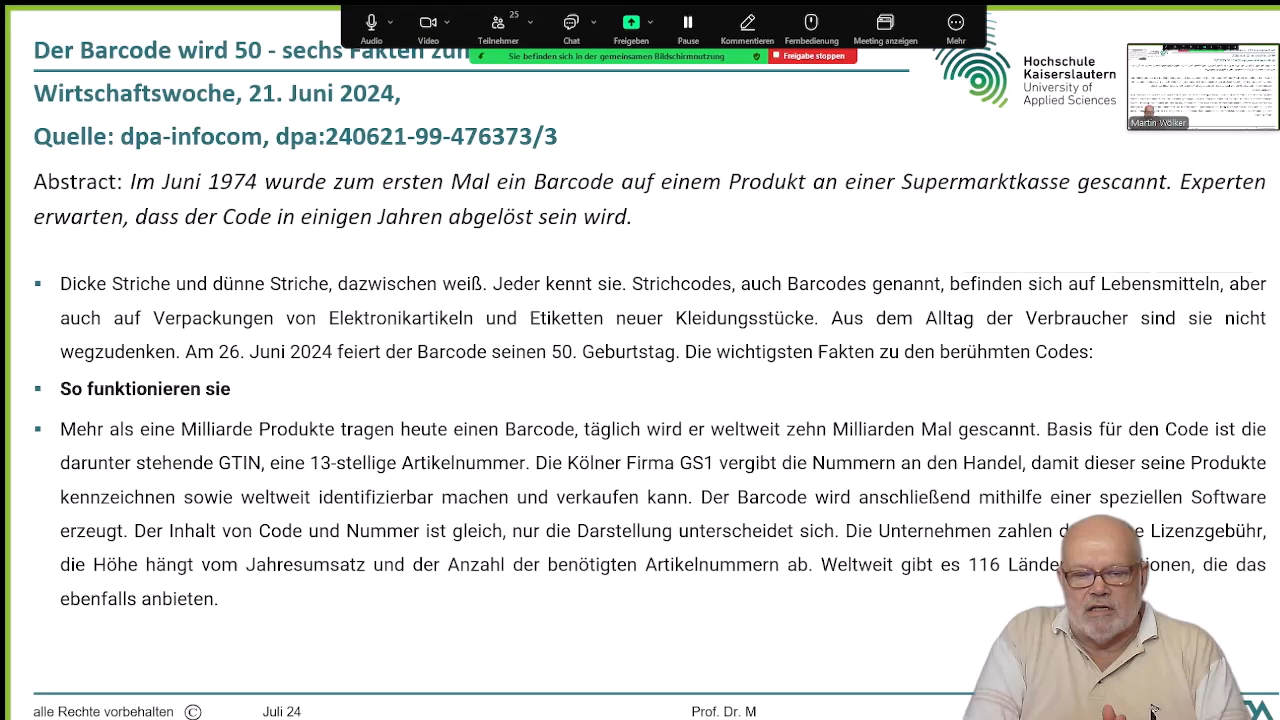 25
Audio
Video
Teilnehmer
Chat
Freigeben
Pause
Kommentieren
Fernbedienung
Meeting anzeigen
Mehr
Der Barcode wird 50 - sechs Fakten zum
Sie befinden sich in der gemeinsamen Bildschirmnutzung
Freigabe stoppen
Hochschule
Kaiserslautern
University of
Applied Sciences
Martin Wölker
Wirtschaftswoche, 21. Juni 2024,
Quelle: dpa-infocom, dpa:240621-99-476373/3
Abstract: Im Juni 1974 wurde zum ersten Mal ein Barcode auf einem Produkt an einer Supermarktkasse gescannt. Experten
erwarten, dass der Code in einigen Jahren abgelöst sein wird.
▪ Dicke Striche und dünne Striche, dazwischen weiß. Jeder kennt sie. Strichcodes, auch Barcodes genannt, befinden sich auf Lebensmitteln, aber
auch auf Verpackungen von Elektronikartikeln und Etiketten neuer Kleidungsstücke. Aus dem Alltag der Verbraucher sind sie nicht
wegzudenken. Am 26. Juni 2024 feiert der Barcode seinen 50. Geburtstag. Die wichtigsten Fakten zu den berühmten Codes:
▪ So funktionieren sie
▪ Mehr als eine Milliarde Produkte tragen heute einen Barcode, täglich wird er weltweit zehn Milliarden Mal gescannt. Basis für den Code ist die
darunter stehende GTIN, eine 13-stellige Artikelnummer. Die Kölner Firma GS1 vergibt die Nummern an den Handel, damit dieser seine Produkte
kennzeichnen sowie weltweit identifizierbar machen und verkaufen kann. Der Barcode wird anschließend mithilfe einer speziellen Software
erzeugt. Der Inhalt von Code und Nummer ist gleich, nur die Darstellung unterscheidet sich. Die Unternehmen zahlen Lizenzgebühr,
die Höhe hängt vom Jahresumsatz und der Anzahl der benötigten Artikelnummern ab. Weltweit gibt es 116 die das
ebenfalls anbieten.
alle Rechte vorbehalten © Juli 24 Prof. Dr. M